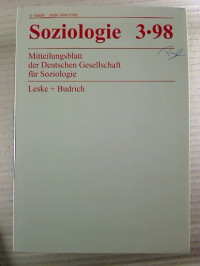 Soziologie 3•98
Mitteilungsblatt
der Deutschen Gesellschaft
für Soziologie
Leske + Budrich